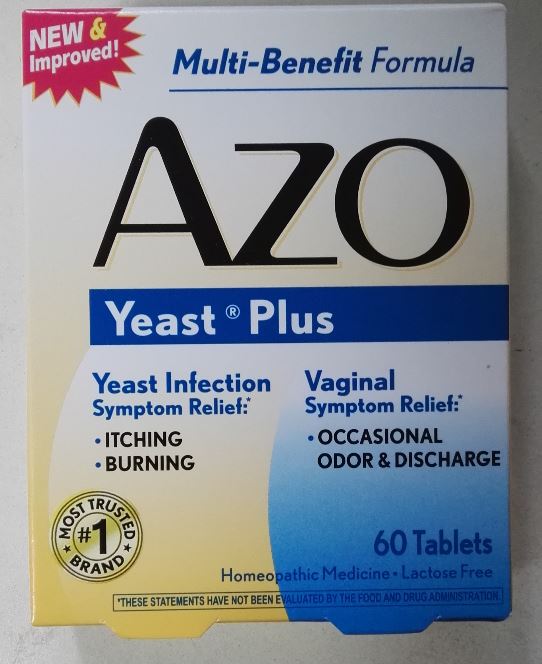 NEW &
Improved!
Multi-Benefit Formula
AZO
Yeast ® Plus
Yeast Infection
Symptom Relief:*
• ITCHING
• BURNING
Vaginal
Symptom Relief:*
• OCCASIONAL
ODOR & DISCHARGE
MOST TRUSTED
#1
BRAND
60 Tablets
Homeopathic Medicine • Lactose Free
*THESE STATEMENTS HAVE NOT BEEN EVALUATED BY THE FOOD AND DRUG ADMINISTRATION.